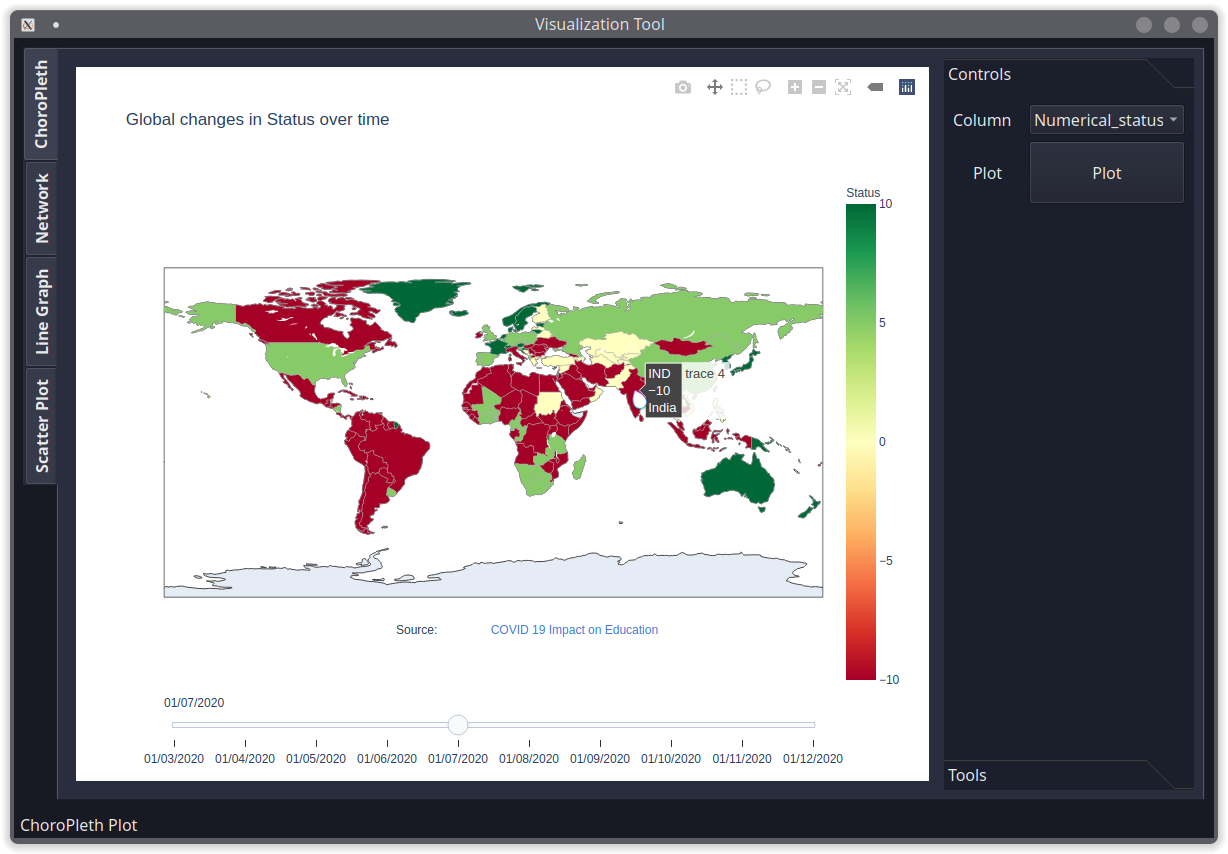 Visualization Tool
ChoroPleth
Network
Line Graph
Scatter Plot
Global changes in Status over time
Status
10
5
0
−5
−10
IND
−10
India
trace 4
Source: COVID 19 Impact on Education
01/07/2020
01/03/2020 01/04/2020 01/05/2020 01/06/2020 01/07/2020 01/08/2020 01/09/2020 01/10/2020 01/11/2020 01/12/2020
Controls
Column Numerical_status
Plot Plot
Tools
ChoroPleth Plot